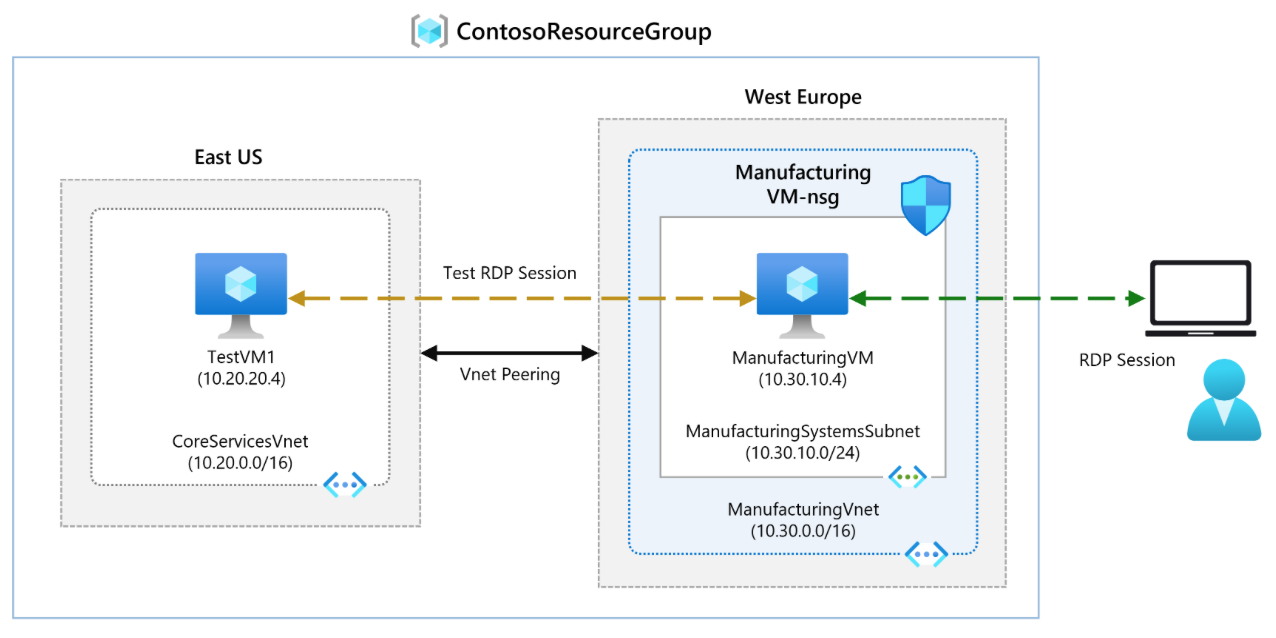 ContosoResourceGroup
West Europe
East US
Manufacturing
VM-nsg
Test RDP Session
TestVM1
(10.20.20.4)
Vnet Peering
ManufacturingVM
(10.30.10.4)
RDP Session
CoreServicesVnet
(10.20.0.0/16)
ManufacturingSystemsSubnet
(10.30.10.0/24)
ManufacturingVnet
(10.30.0.0/16)